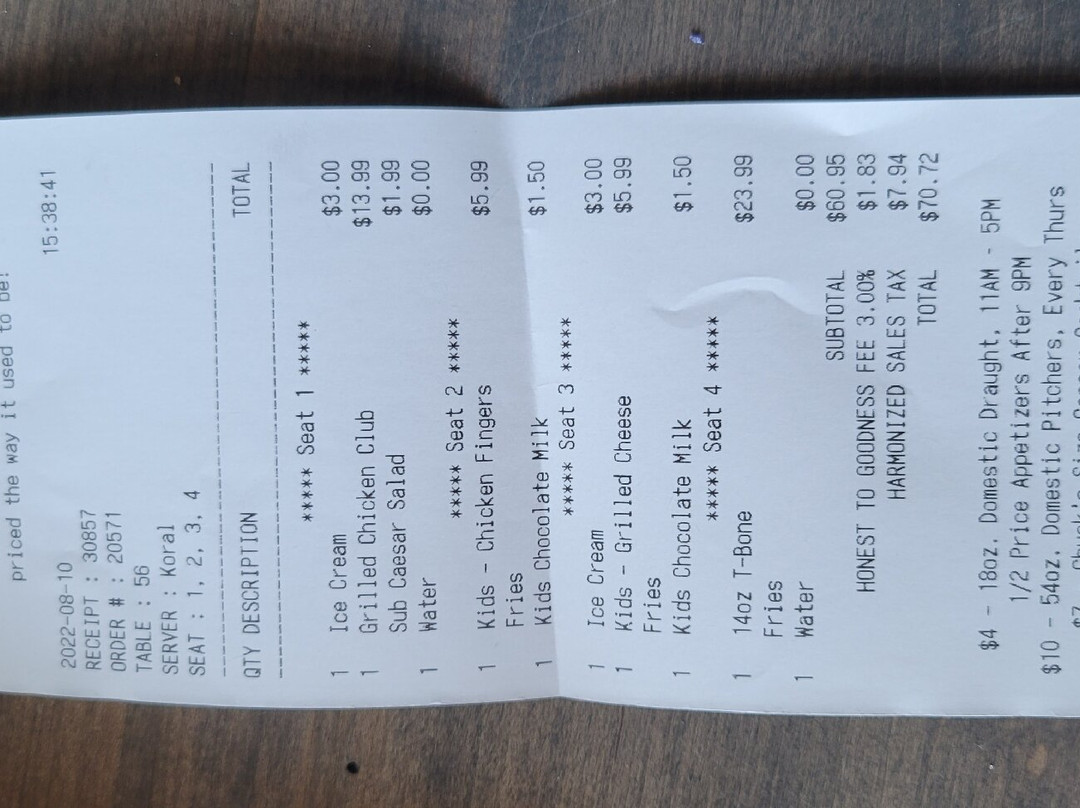 priced the way it used to be!
2022-08-10 15:38:41
RECEIPT : 30857
ORDER # : 20571
TABLE : 56
SERVER : Koral
SEAT : 1, 2, 3, 4
QTY DESCRIPTION TOTAL
***** Seat 1 *****
1 Ice Cream $3.00
1 Grilled Chicken Club $13.99
Sub Caesar Salad $1.99
1 Water $0.00
***** Seat 2 *****
1 Kids - Chicken Fingers $5.99
Fries
1 Kids Chocolate Milk $1.50
***** Seat 3 *****
1 Ice Cream $3.00
1 Kids - Grilled Cheese $5.99
Fries
1 Kids Chocolate Milk $1.50
***** Seat 4 *****
1 14oz T-Bone $23.99
Fries
1 Water $0.00
SUBTOTAL $60.95
HONEST TO GOODNESS FEE 3.00% $1.83
HARMONIZED SALES TAX $7.94
TOTAL $70.72
$4 - 18oz. Domestic Draught, 11AM - 5PM
1/2 Price Appetizers After 9PM
$10 - 54oz. Domestic Pitchers, Every Thurs